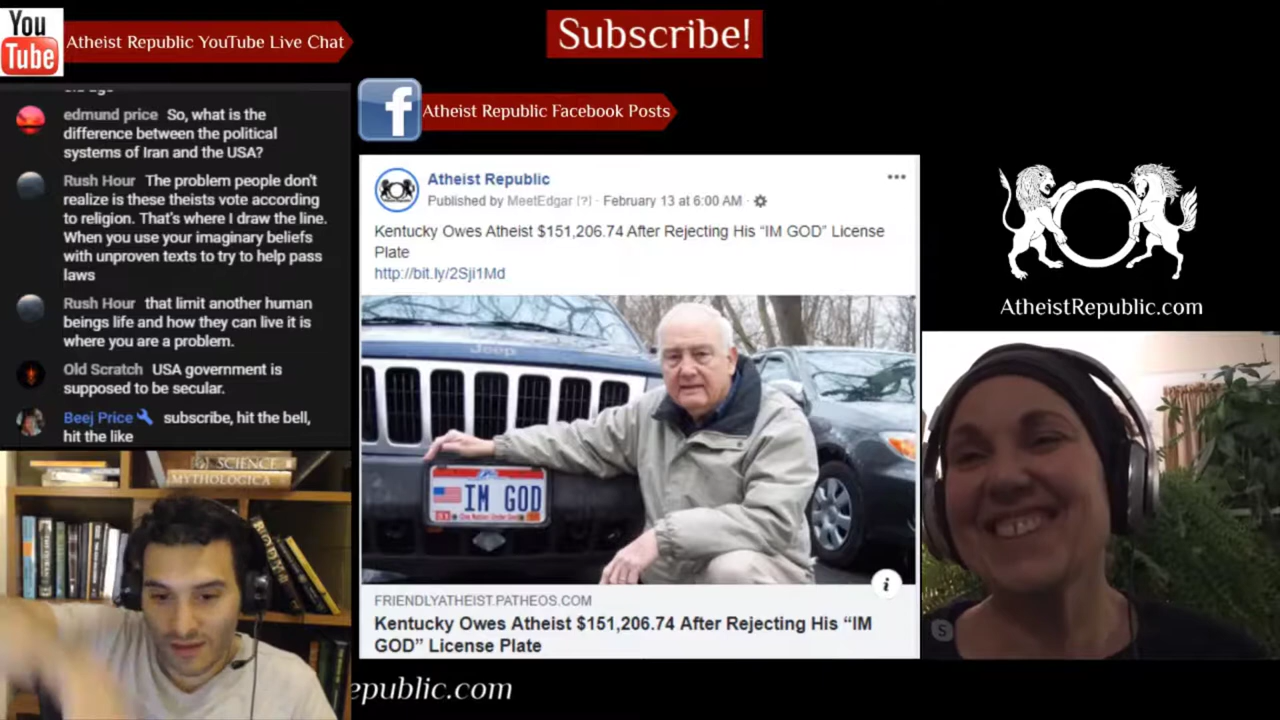 You
Tube
Atheist Republic YouTube Live Chat
Subscribe!
Atheist Republic Facebook Posts
edmund price So, what is the
difference between the political
systems of Iran and the USA?
Rush Hour The problem people don't
realize is these theists vote according
to religion. That's where I draw the line.
When you use your imaginary beliefs
with unproven texts to try to help pass
laws
Rush Hour that limit another human
beings life and how they can live it is
where you are a problem.
Old Scratch USA government is
supposed to be secular.
Beej Price subscribe, hit the bell,
hit the like
f
Atheist Republic
Published by MeetEdgar [?] · February 13 at 6:00 AM ·
Kentucky Owes Atheist $151,206.74 After Rejecting His “IM GOD” License
Plate
http://bit.ly/2Sji1Md
Jeep
IM GOD
i
FRIENDLYATHEIST.PATHEOS.COM
Kentucky Owes Atheist $151,206.74 After Rejecting His “IM
GOD” License Plate
AtheistRepublic.com
S
SCIENCE
MYTHOLOGICA
epublic.com